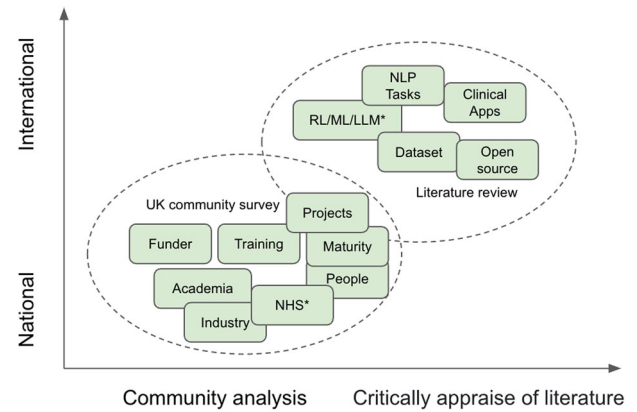 International
NLP
Tasks
Clinical
Apps
RL/ML/LLM*
Dataset
Open
source
Literature review
UK community survey
Projects
Funder
Training
Maturity
People
Academia
NHS*
Industry
National
Community analysis
Critically appraise of literature